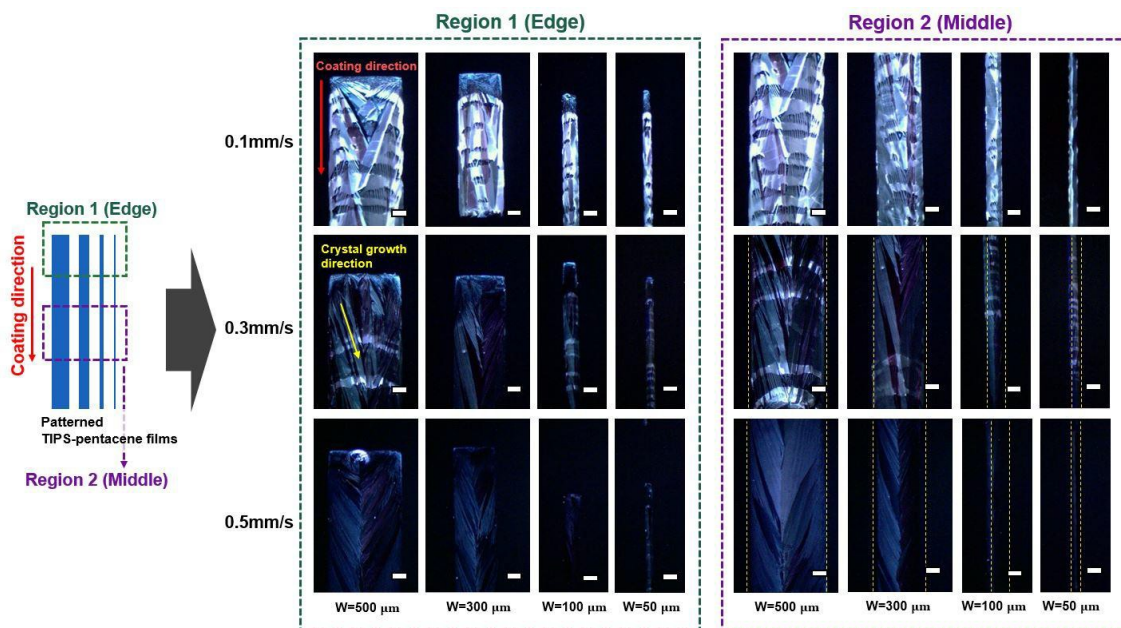 Region 1 (Edge)
Region 2 (Middle)
Coating direction
0.1mm/s
Region 1 (Edge)
Coating direction
Crystal growth
direction
0.3mm/s
Patterned
TIPS-pentacene films
Region 2 (Middle)
0.5mm/s
W=500 μm
W=300 μm
W=100 μm
W=50 μm
W=500 μm
W=300 μm
W=100 μm
W=50 μm